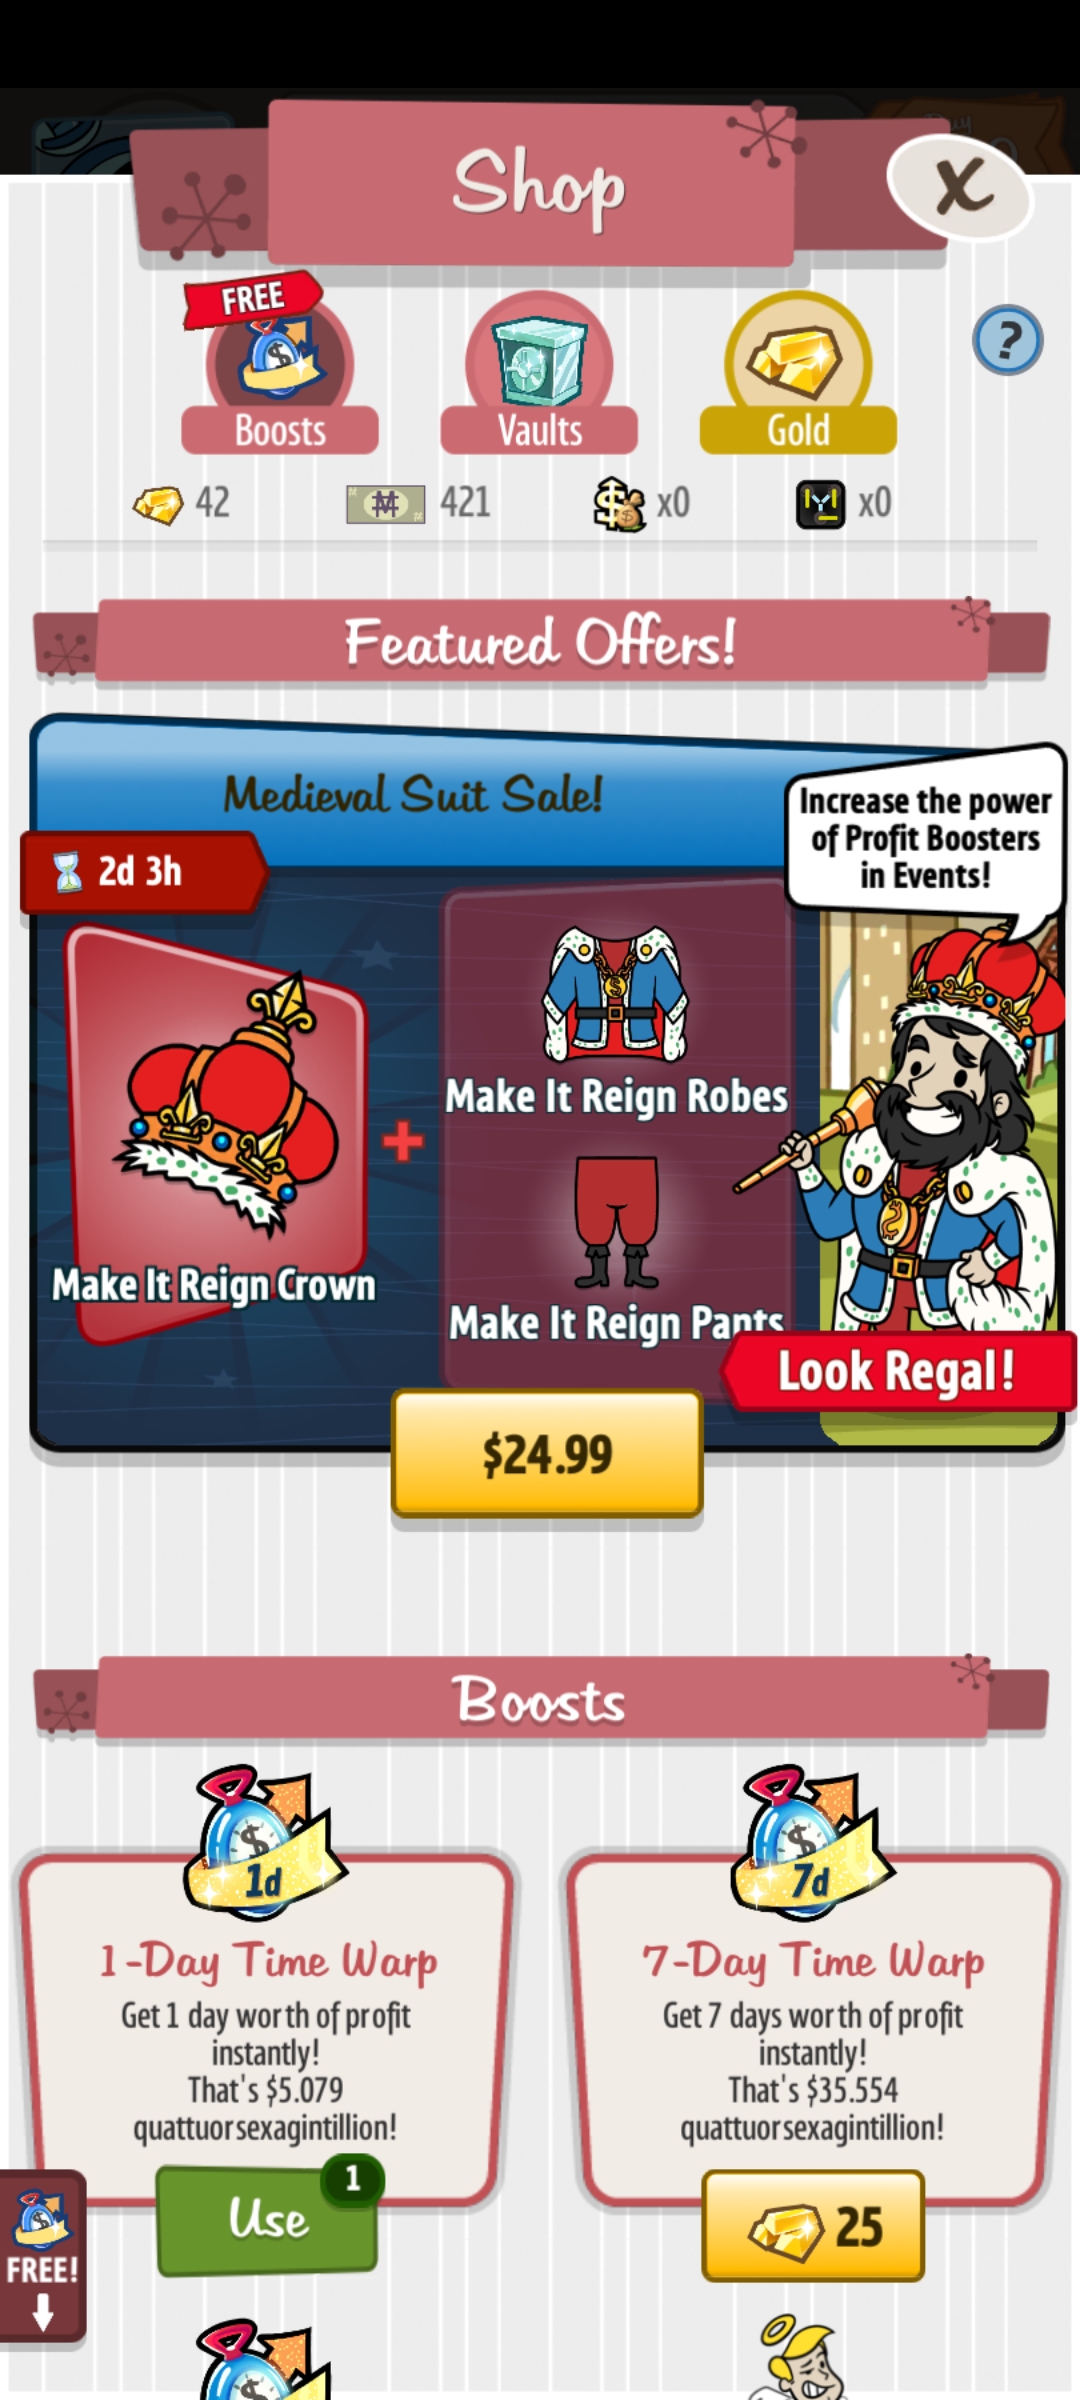 Shop
X
FREE
Boosts
Vaults
Gold
?
42
421
x0
x0
Featured Offers!
Medieval Suit Sale!
Increase the power
of Profit Boosters
in Events!
2d 3h
Make It Reign Robes
Make It Reign Crown
Make It Reign Pants
Look Regal!
$24.99
Boosts
1d
7d
1-Day Time Warp
Get 1 day worth of profit
instantly!
That's $5.079
quattuorsexagintillion!
7-Day Time Warp
Get 7 days worth of profit
instantly!
That's $35.554
quattuorsexagintillion!
1
Use
25
FREE!